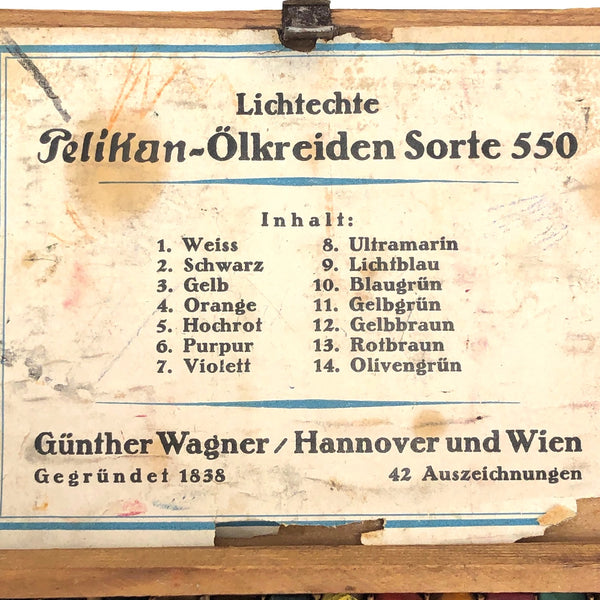 Lichtechte
Pelikan-Ölkreiden Sorte 550
Inhalt:
1. Weiss
2. Schwarz
3. Gelb
4. Orange
5. Hochrot
6. Purpur
7. Violett
8. Ultramarin
9. Lichtblau
10. Blaugrün
11. Gelbgrün
12. Gelbbraun
13. Rotbraun
14. Olivengrün
Günther Wagner / Hannover und Wien
Gegründet 1838 42 Auszeichnungen